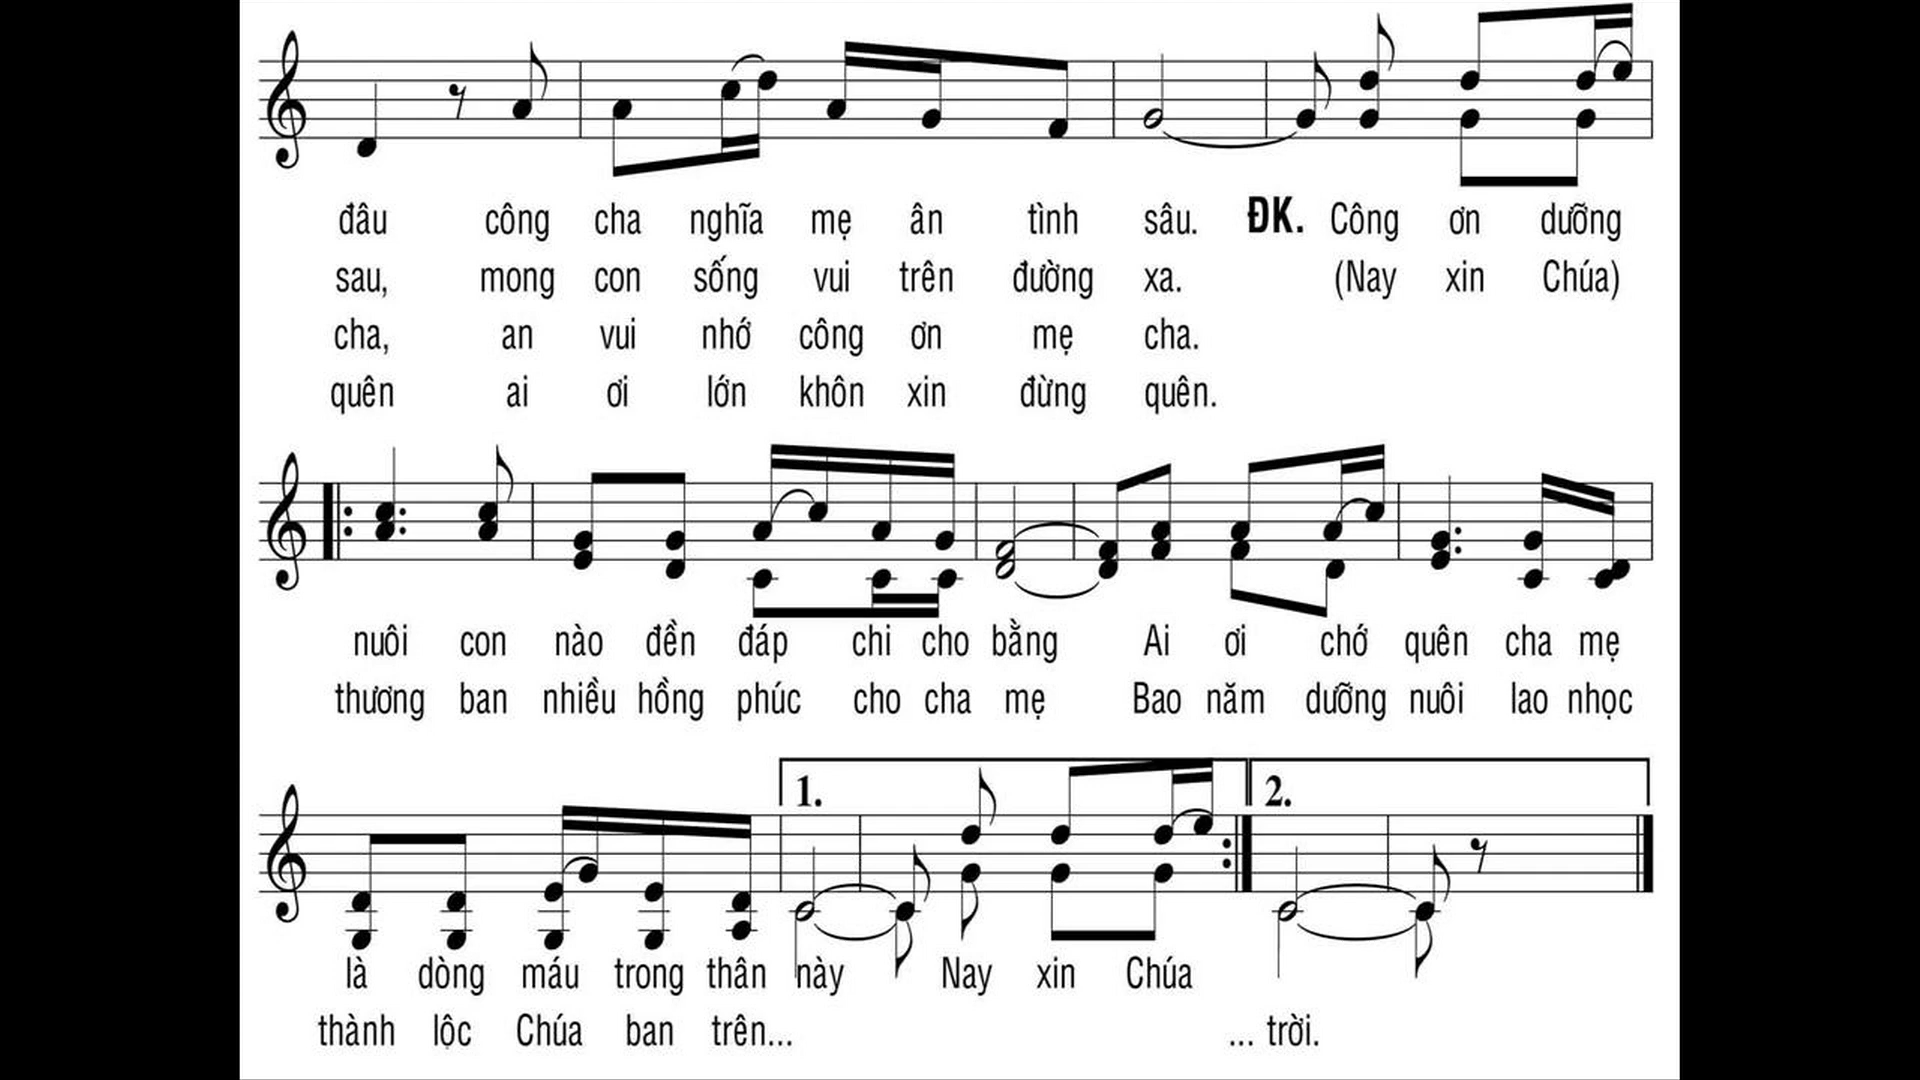 đâu công cha nghĩa mẹ ân tình sâu. ĐK. Công ơn dưỡng
sau, mong con sống vui trên đường xa. (Nay xin Chúa)
cha, an vui nhớ công ơn mẹ cha.
quên ai ơi lớn khôn xin đừng quên.
nuôi con nào đền đáp chi cho bằng Ai ơi chớ quên cha mẹ
thương ban nhiều hồng phúc cho cha mẹ Bao năm dưỡng nuôi lao nhọc
1. 2.
là dòng máu trong thân này Nay xin Chúa
thành lộc Chúa ban trên... ... trời.